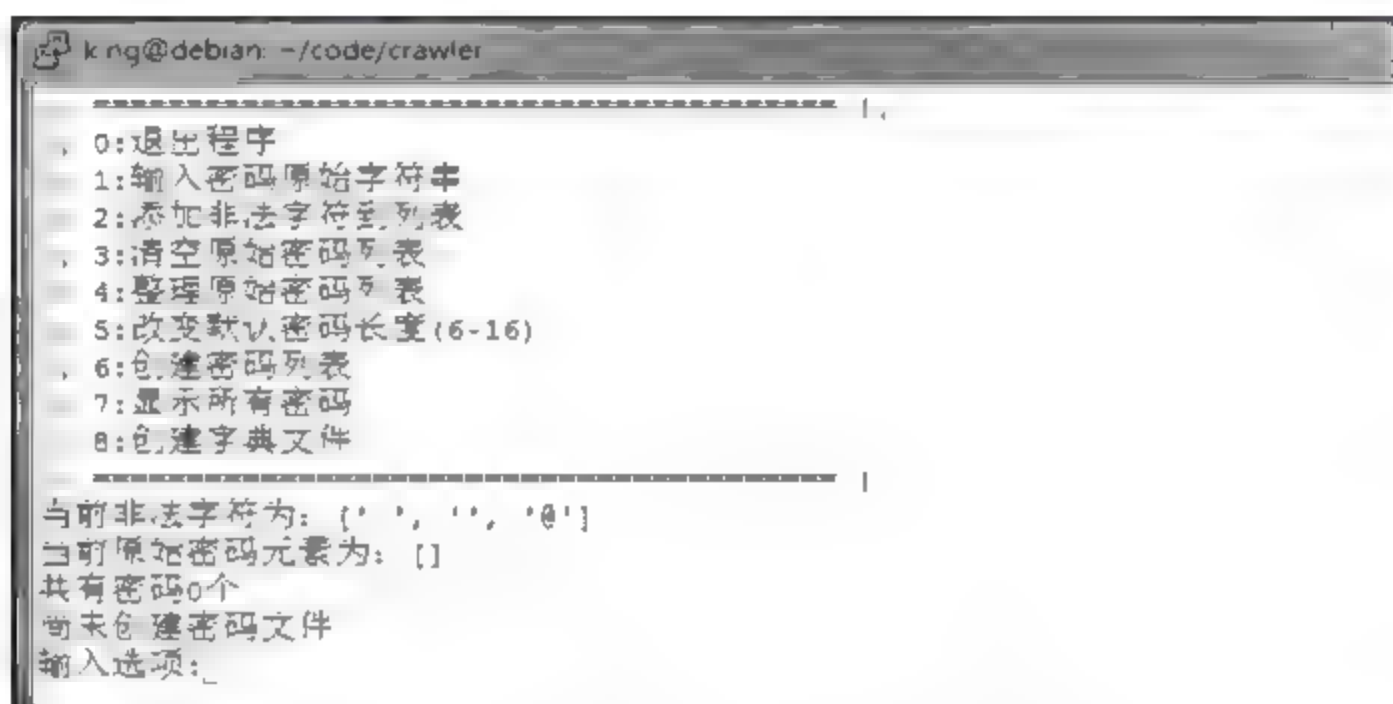 king@debian: ~/code/crawler
0:退出程序
1:输入密码原始字符串
2:添加非法字符到列表
3:清空原始密码列表
4:整理原始密码列表
5:改变默认密码长度(6-16)
6:创建密码列表
7:显示所有密码
8:创建字典文件
当前非法字符为: [' ', '', '@']
当前原始密码元素为: []
共有密码0个
尚未创建密码文件
输入选项:_